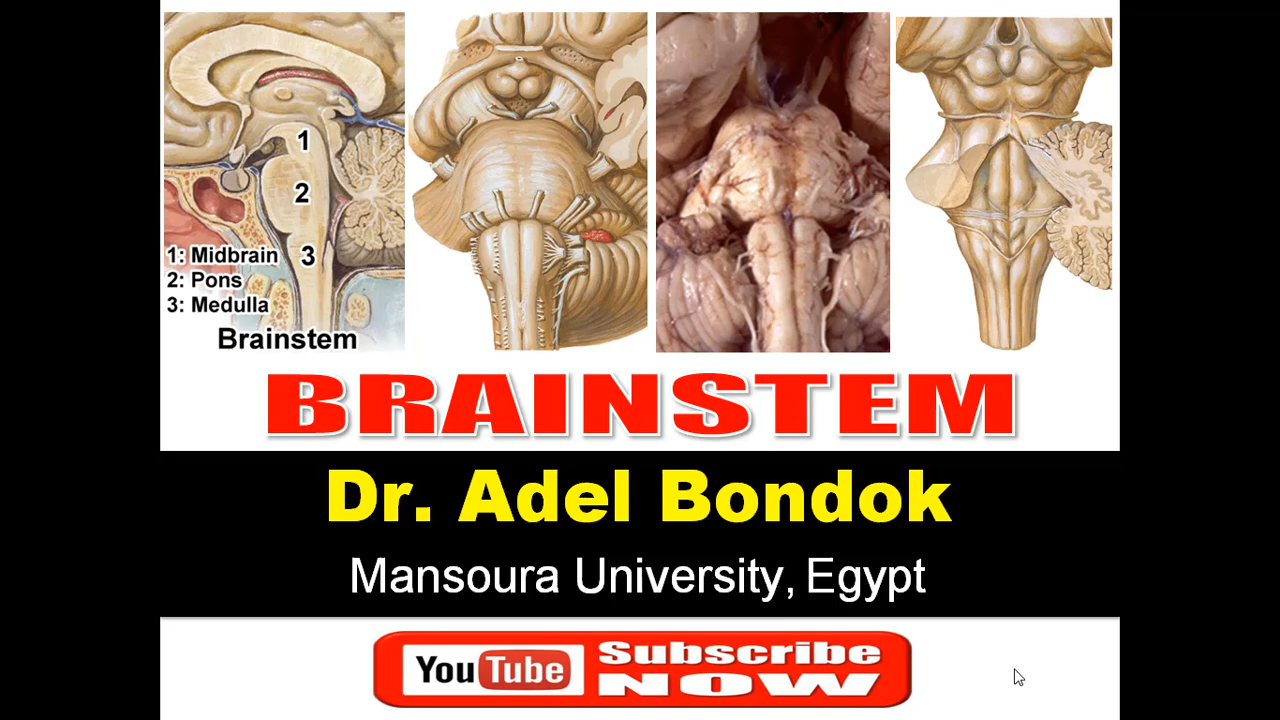 1
2
3
1: Midbrain
2: Pons
3: Medulla
Brainstem
BRAINSTEM
Dr. Adel Bondok
Mansoura University, Egypt
YouTube
Subscribe
NOW